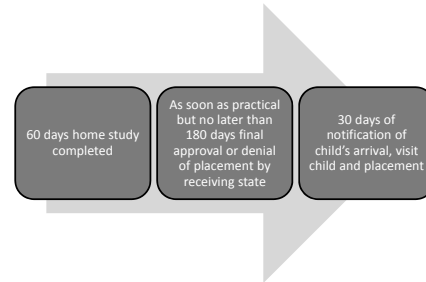 60 days home study
completed
As soon as practical
but no later than
180 days final
approval or denial
of placement by
receiving state
30 days of
notification of
child's arrival, visit
child and placement